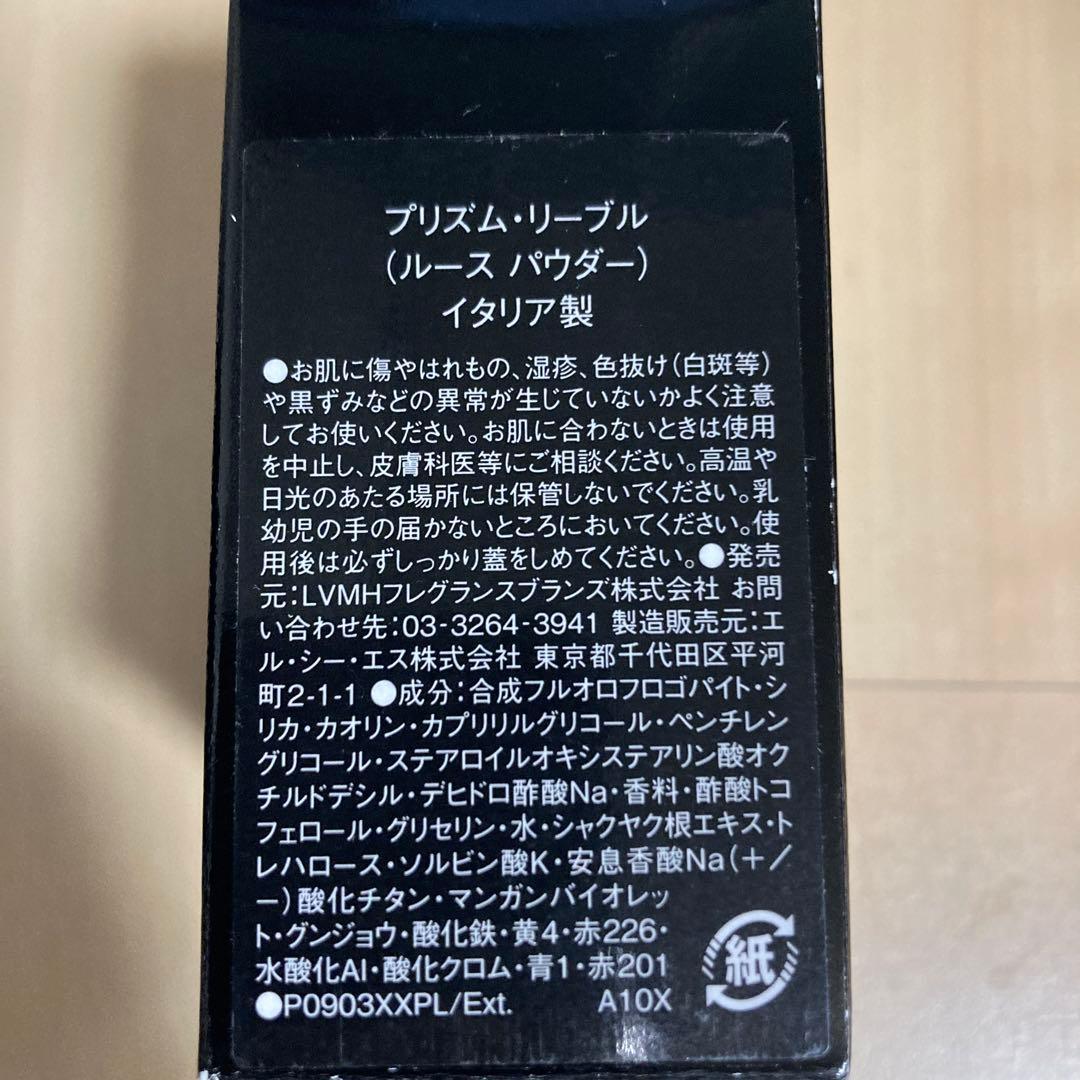 プリズム・リーブル
(ルース パウダー)
イタリア製
●お肌に傷やはれもの、湿疹、色抜け(白斑等)
や黒ずみなどの異常が生じていないかよく注意
してお使いください。お肌に合わないときは使用
を中止し、皮膚科医等にご相談ください。高温や
日光のあたる場所には保管しないでください。乳
幼児の手の届かないところにおいてください。使
用後は必ずしっかり蓋をしめてください。●発売
元:LVMHフレグランスブランズ株式会社 お問
い合わせ先:03-3264-3941 製造販売元:エ
ル・シー・エス株式会社 東京都千代田区平河
町2-1-1 ●成分:合成フルオロフロゴパイト・シ
リカ・カオリン・カプリリルグリコール・ペンチレン
グリコール・ステアロイルオキシステアリン酸オク
チルドデシル・デヒドロ酢酸Na・香料・酢酸トコ
フェロール・グリセリン・水・シャクヤク根エキス・ト
レハロース・ソルビン酸K・安息香酸Na(+/
−)酸化チタン・マンガンバイオレッ
ト・グンジョウ・酸化鉄・黄4・赤226・
水酸化Al・酸化クロム・青1・赤201
●P0903XXPL/Ext. A10X
紙